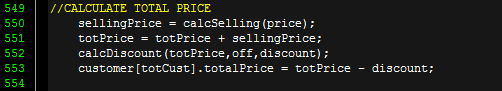 549 //CALCULATE TOTAL PRICE
550 sellingPrice = calcSelling(price);
551 totPrice = totPrice + sellingPrice;
552 calcDiscount(totPrice,off,discount);
553 customer[totCust].totalPrice = totPrice - discount;
554